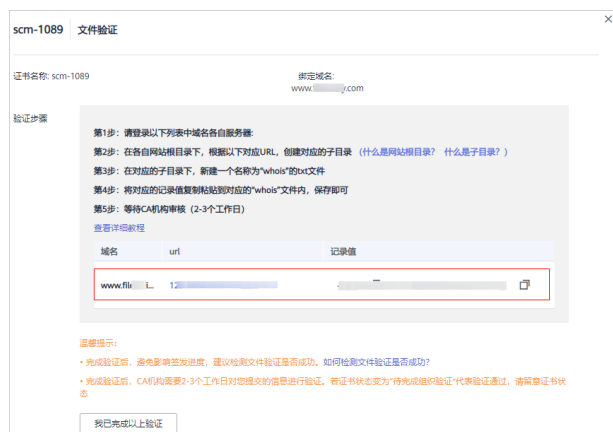 scm-1089 文件验证
证书名称: scm-1089
绑定域名:
www. .com
验证步骤
第1步：请登录以下列表中域名各自服务器:
第2步：在各自网站根目录下，根据以下对应URL，创建对应的子目录（什么是网站根目录? 什么是子目录?）
第3步：在对应的子目录下，新建一个名称为“whois”的txt文件
第4步：将对应的记录值复制粘贴到对应的“whois”文件内，保存即可
第5步：等待CA机构审核（2-3个工作日）
查看详细教程
域名 url 记录值
www.fil i...
温馨提示:
• 完成验证后，避免影响签发进度，建议检测文件验证是否成功。如何检测文件验证是否成功?
• 完成验证后，CA机构需要2-3个工作日对您提交的信息进行验证。若证书状态变为“待完成组织验证”代表验证通过，请留意证书状
态
我已完成以上验证